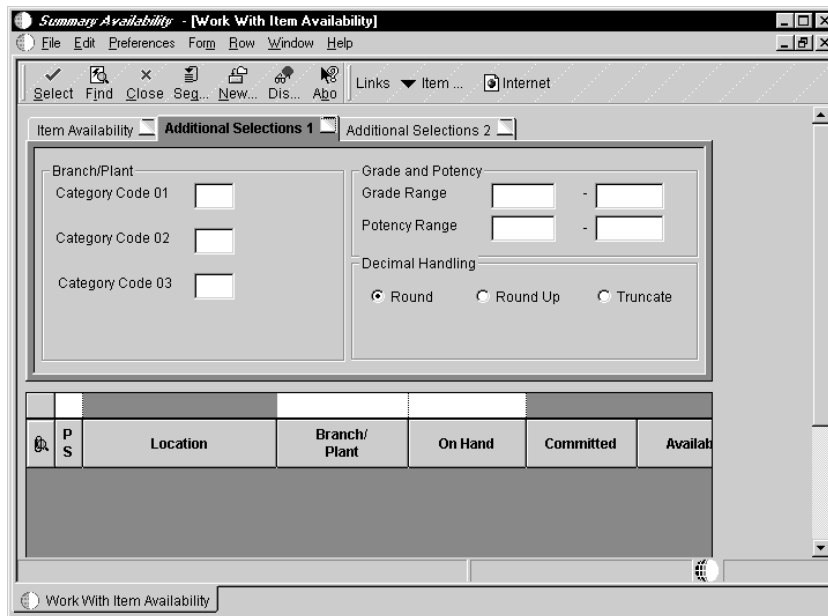 Summary Availability - [Work With Item Availability]
File Edit Preferences Form Row Window Help
Select Find Close Seq... New... Dis... Abo Links Item ... Internet
Item Availability Additional Selections 1 Additional Selections 2
Branch/Plant
Category Code 01
Category Code 02
Category Code 03
Grade and Potency
Grade Range -
Potency Range -
Decimal Handling
Round Round Up Truncate
P S Location Branch/ Plant On Hand Committed Availab
Work With Item Availability